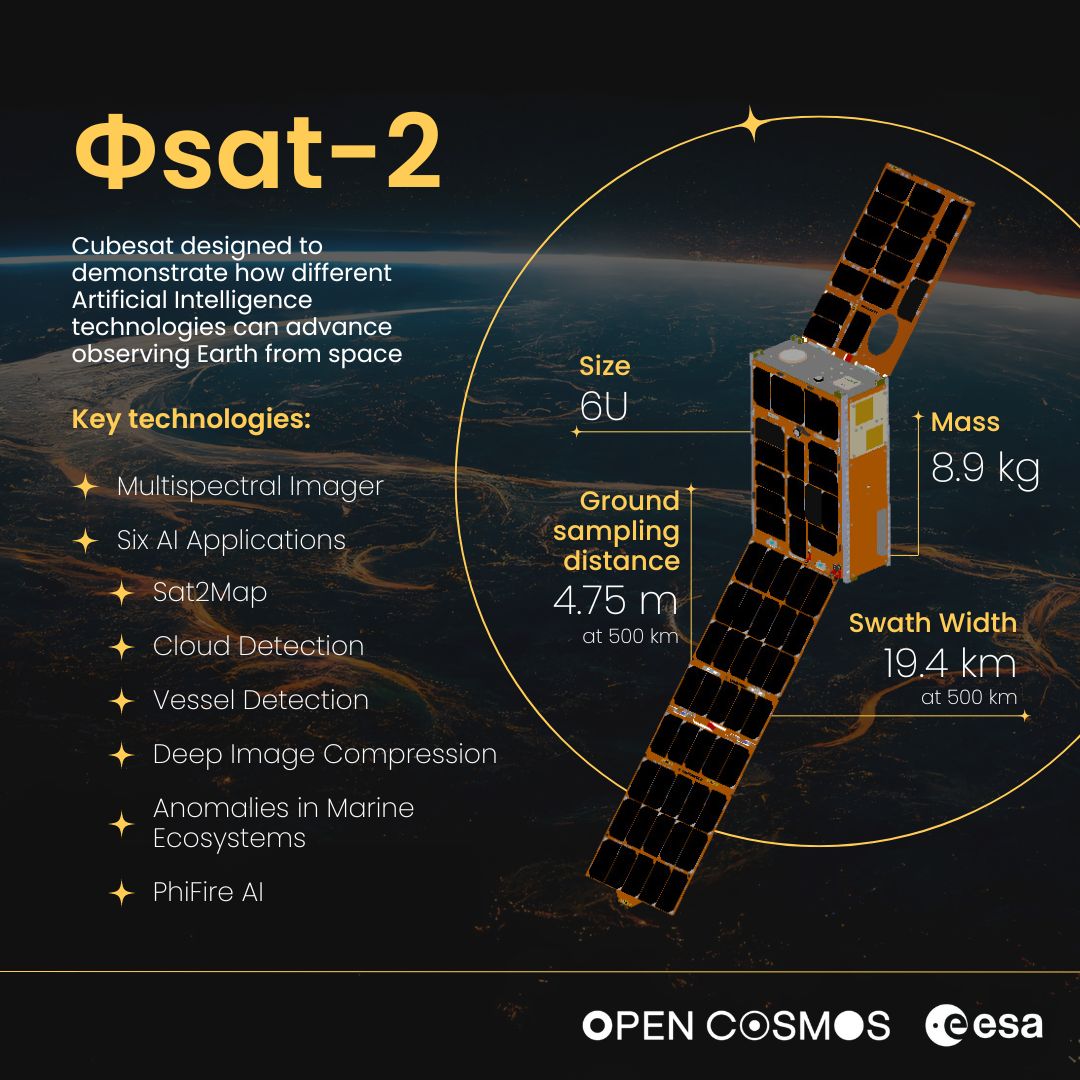 Φsat-2
Cubesat designed to
demonstrate how different
Artificial Intelligence
technologies can advance
observing Earth from space
Key technologies:
Multispectral Imager
Six AI Applications
Sat2Map
Cloud Detection
Vessel Detection
Deep Image Compression
Anomalies in Marine
Ecosystems
PhiFire AI
Size
6U
Mass
8.9 kg
Ground
sampling
distance
4.75 m
at 500 km
Swath Width
19.4 km
at 500 km
OPEN COSMOS
esa